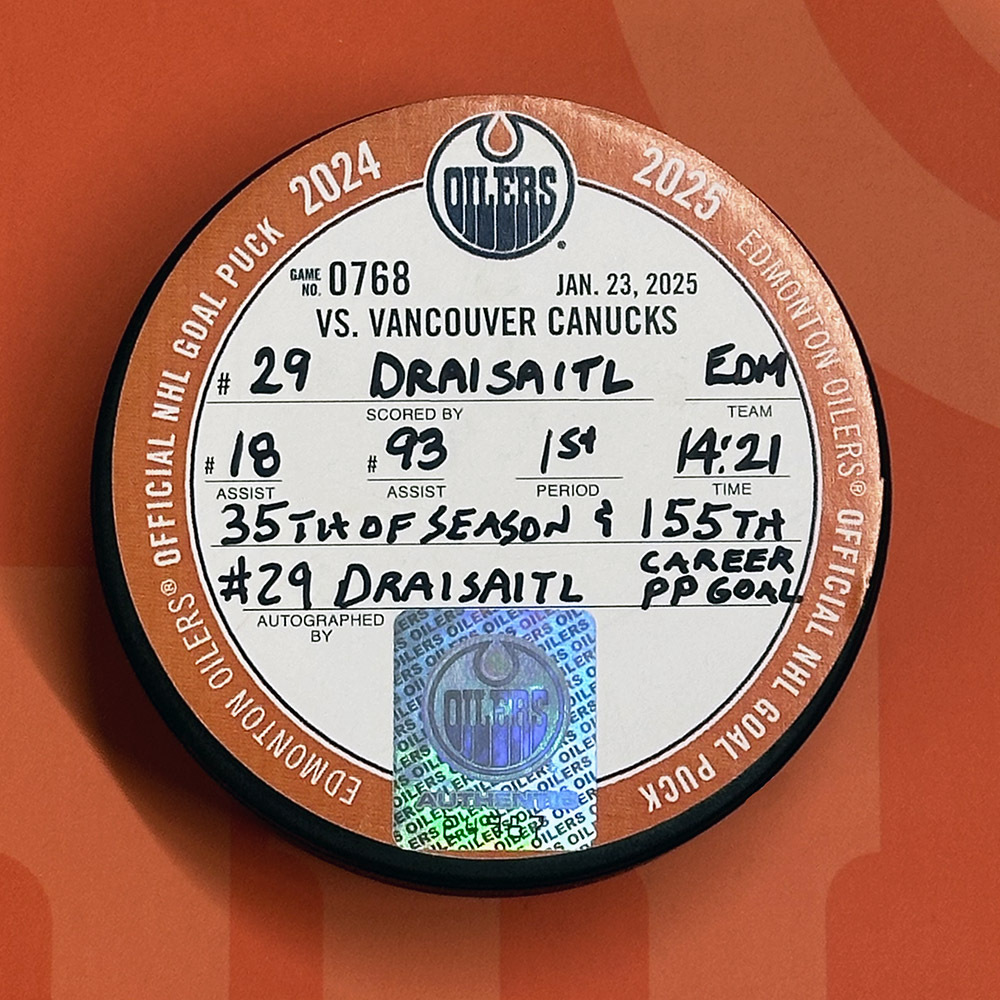 2024 2025
OILERS
EDMONTON OILERS® OFFICIAL NHL GOAL PUCK
EDMONTON OILERS® OFFICIAL NHL GOAL PUCK
GAME NO. 0768 JAN. 23, 2025
VS. VANCOUVER CANUCKS
# 29 DRAISAITL EDM
SCORED BY TEAM
# 18 # 93 1st 14:21
ASSIST ASSIST PERIOD TIME
35TH OF SEASON & 155TH
CAREER
#29 DRAISAITL PP GOAL
AUTOGRAPHED
BY
OILERS
AUTHENTIC